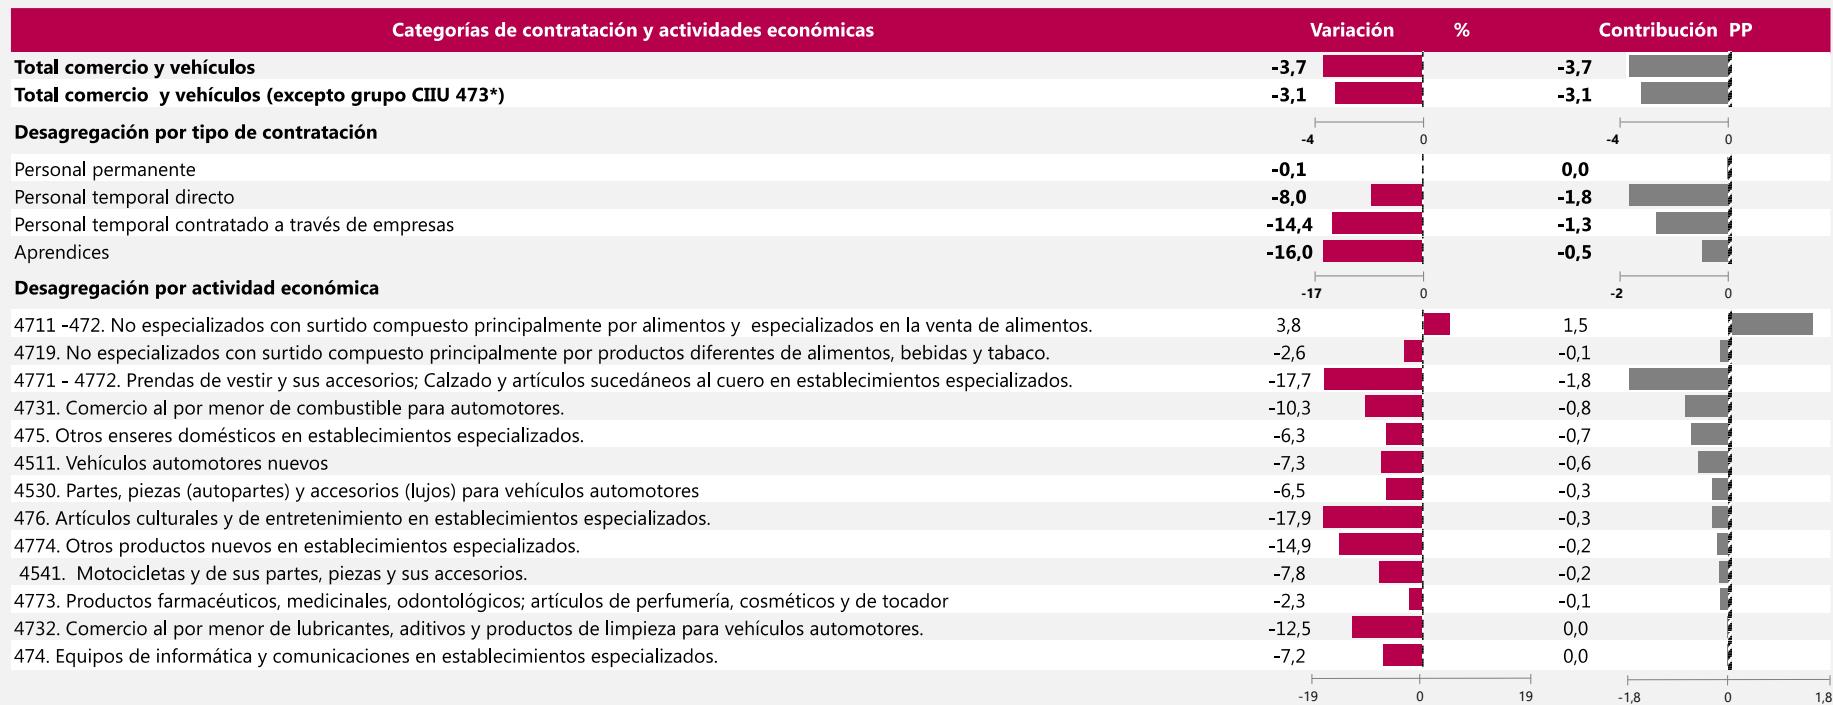 Categorías de contratación y actividades económicas Variación % Contribución PP
Total comercio y vehículos -3,7 -3,7
Total comercio y vehículos (excepto grupo CIIU 473*) -3,1 -3,1
Desagregación por tipo de contratación -4 0 -4 0
Personal permanente -0,1 0,0
Personal temporal directo -8,0 -1,8
Personal temporal contratado a través de empresas -14,4 -1,3
Aprendices -16,0 -0,5
Desagregación por actividad económica -17 0 -2 0
4711 -472. No especializados con surtido compuesto principalmente por alimentos y especializados en la venta de alimentos. 3,8 1,5
4719. No especializados con surtido compuesto principalmente por productos diferentes de alimentos, bebidas y tabaco. -2,6 -0,1
4771 - 4772. Prendas de vestir y sus accesorios; Calzado y artículos sucedáneos al cuero en establecimientos especializados. -17,7 -1,8
4731. Comercio al por menor de combustible para automotores. -10,3 -0,8
475. Otros enseres domésticos en establecimientos especializados. -6,3 -0,7
4511. Vehículos automotores nuevos -7,3 -0,6
4530. Partes, piezas (autopartes) y accesorios (lujos) para vehículos automotores -6,5 -0,3
476. Artículos culturales y de entretenimiento en establecimientos especializados. -17,9 -0,3
4774. Otros productos nuevos en establecimientos especializados. -14,9 -0,2
4541. Motocicletas y de sus partes, piezas y sus accesorios. -7,8 -0,2
4773. Productos farmacéuticos, medicinales, odontológicos; artículos de perfumería, cosméticos y de tocador -2,3 -0,1
4732. Comercio al por menor de lubricantes, aditivos y productos de limpieza para vehículos automotores. -12,5 0,0
474. Equipos de informática y comunicaciones en establecimientos especializados. -7,2 0,0
-19 0 19 -1,8 0 1,8